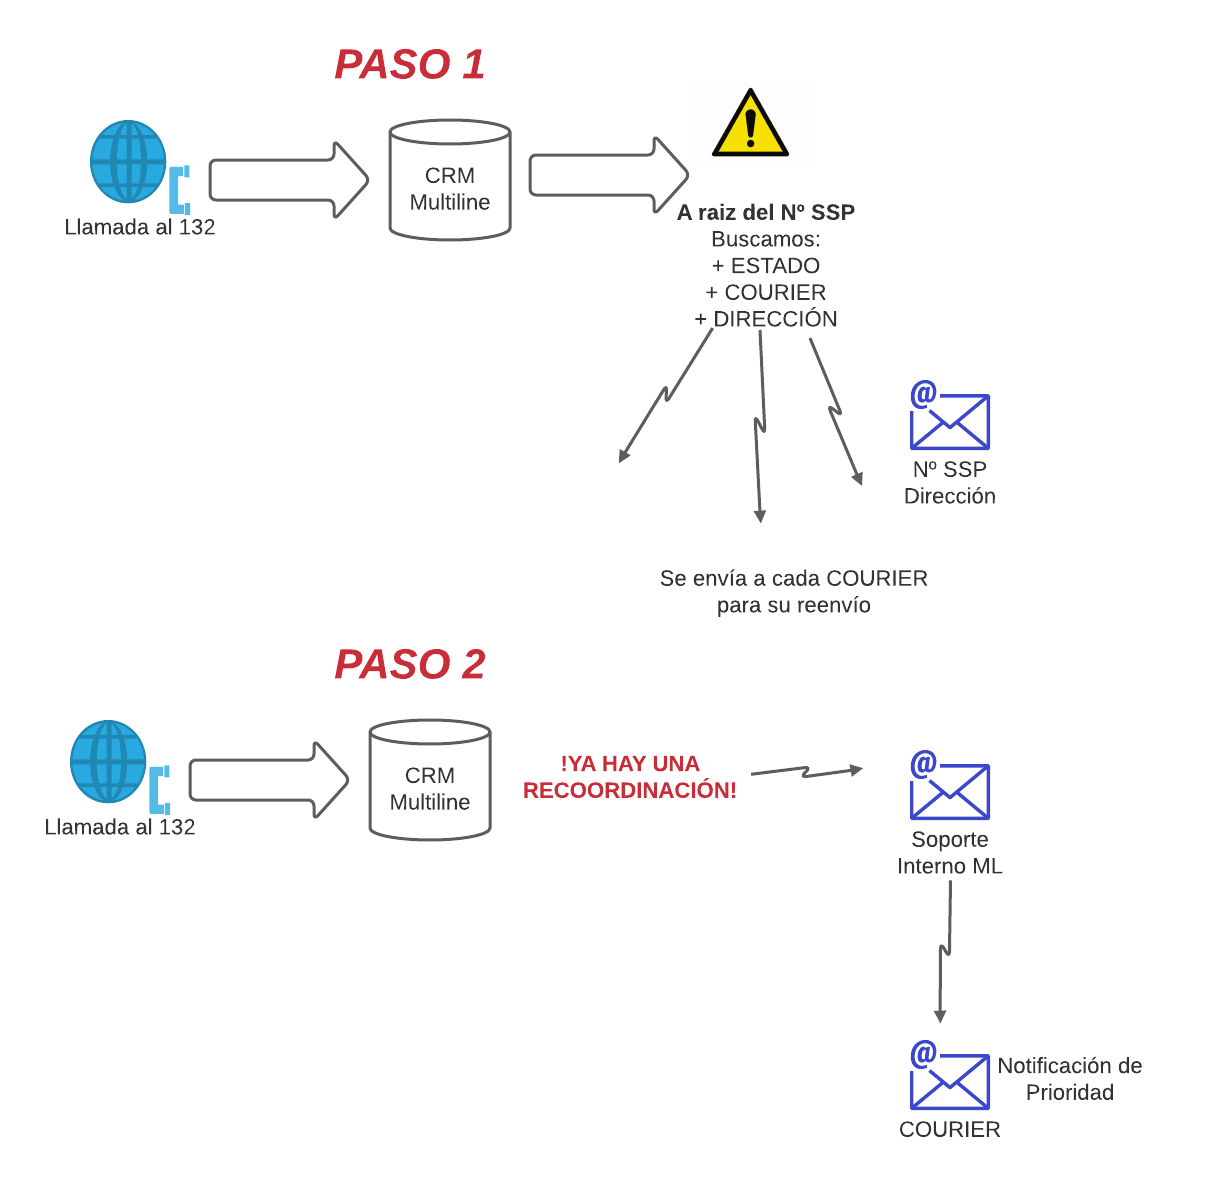 PASO 1
Llamada al 132
CRM
Multiline
A raiz del Nº SSP
Buscamos:
+ ESTADO
+ COURIER
+ DIRECCIÓN
@
Nº SSP
Dirección
Se envía a cada COURIER
para su reenvío
PASO 2
Llamada al 132
CRM
Multiline
!YA HAY UNA
RECOORDINACIÓN!
@
Soporte
Interno ML
@
Notificación de
Prioridad
COURIER